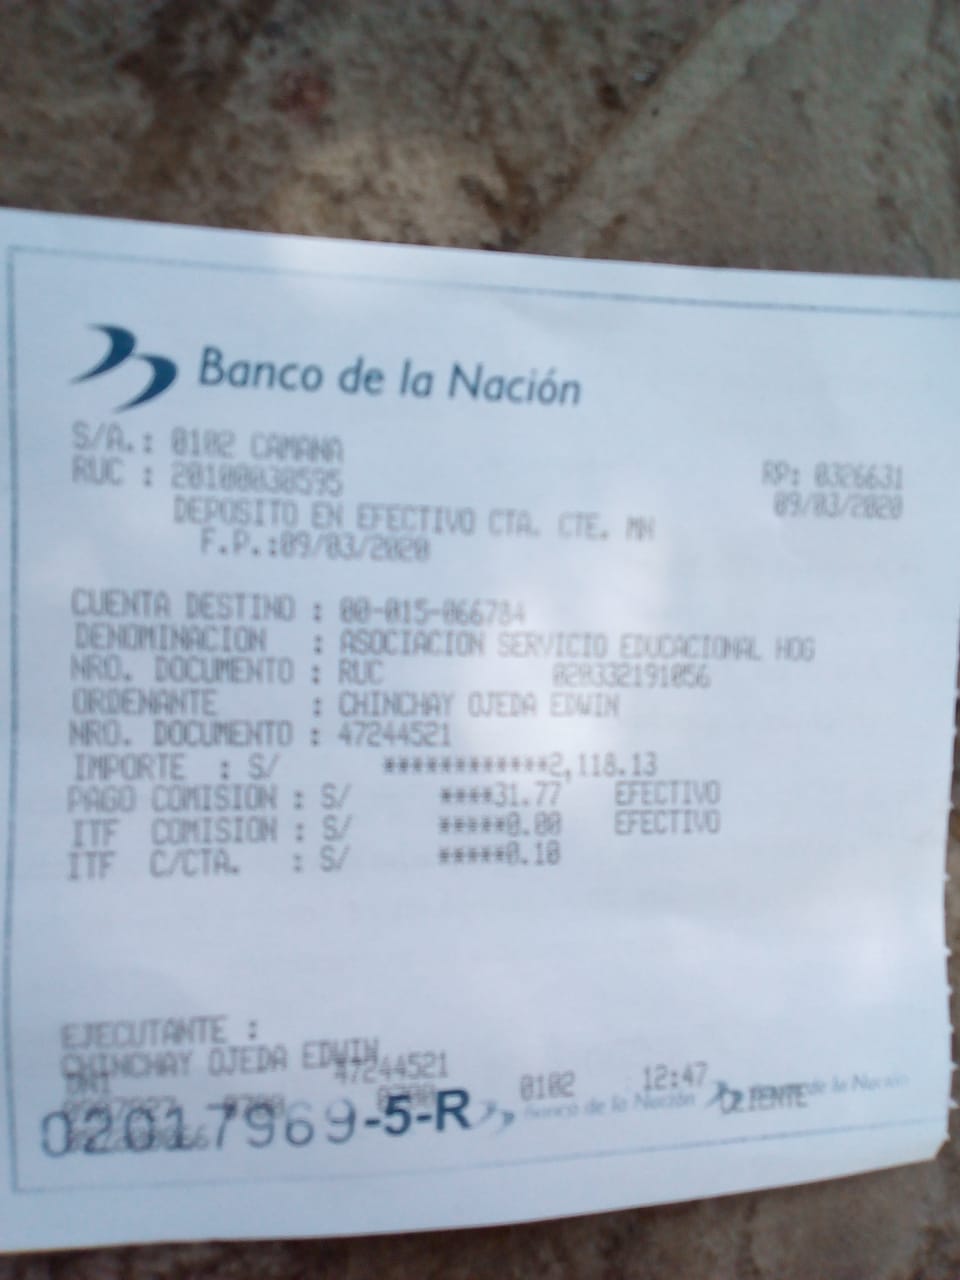 Banco de la Nación
S/A.: 0102 CAMANA
RUC : 20100030595
RP: 0326631
09/03/2020
DEPOSITO EN EFECTIVO CTA. CTE. MN
F.P.:09/03/2020
CUENTA DESTINO : 00-015-066784
DENOMINACION : ASOCIACION SERVICIO EDUCACIONAL HOG
NRO. DOCUMENTO : RUC 020332191056
ORDENANTE : CHINCHAY OJEDA EDWIN
NRO. DOCUMENTO : 47244521
IMPORTE : S/ ************2,118.13
PAGO COMISION : S/ ****31.77 EFECTIVO
ITF COMISION : S/ *****0.00 EFECTIVO
ITF C/CTA. : S/ *****0.10
EJECUTANTE :
CHINCHAY OJEDA EDWIN
DNI 47244521
0102 12:47
02017969-5-R
Banco de la Nación
CLIENTE
de la Nación